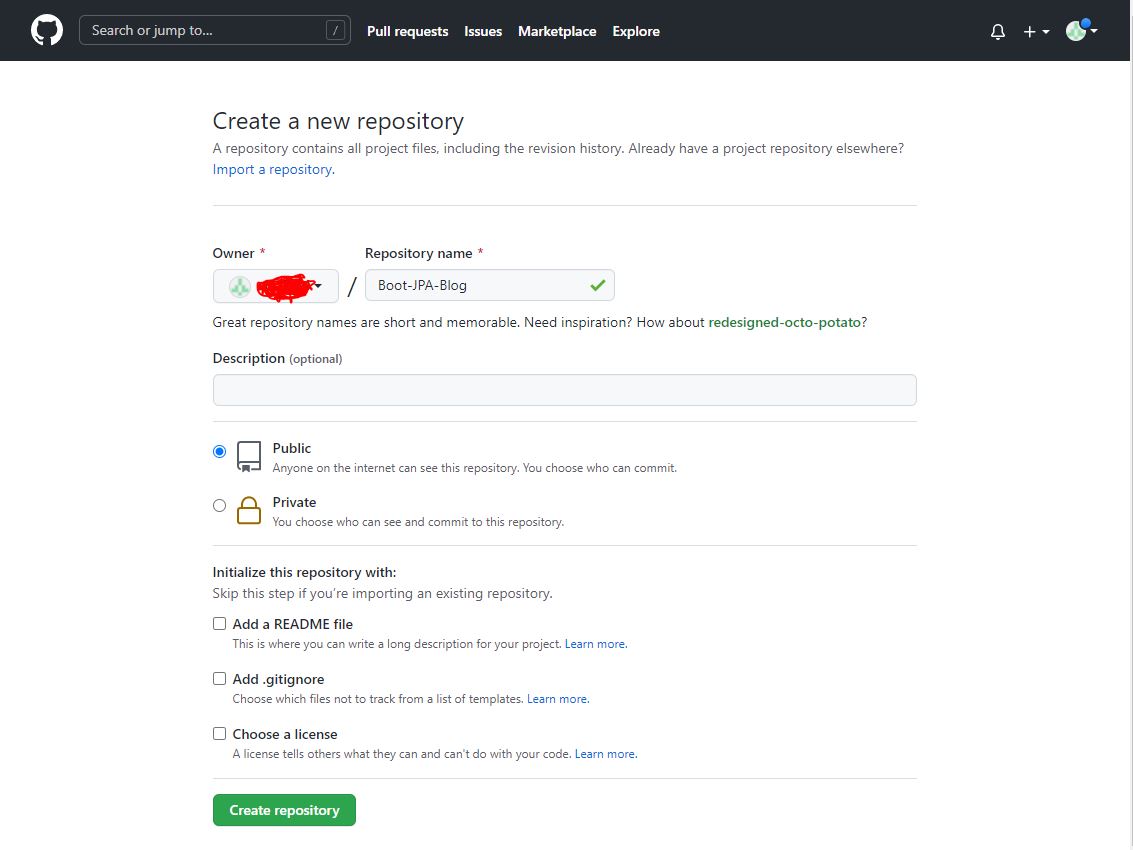 Search or jump to...
/
Pull requests
Issues
Marketplace
Explore
Create a new repository
A repository contains all project files, including the revision history. Already have a project repository elsewhere?
Import a repository.
Owner *
Repository name *
/
Boot-JPA-Blog
Great repository names are short and memorable. Need inspiration? How about redesigned-octo-potato?
Description (optional)
Public
Anyone on the internet can see this repository. You choose who can commit.
Private
You choose who can see and commit to this repository.
Initialize this repository with:
Skip this step if you're importing an existing repository.
Add a README file
This is where you can write a long description for your project. Learn more.
Add .gitignore
Choose which files not to track from a list of templates. Learn more.
Choose a license
A license tells others what they can and can't do with your code. Learn more.
Create repository